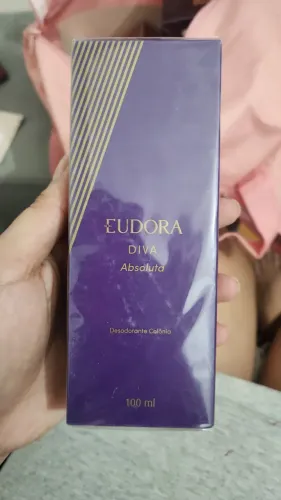 EUDORA
DIVA
Absoluta
Desodorante Colônia
100 ml